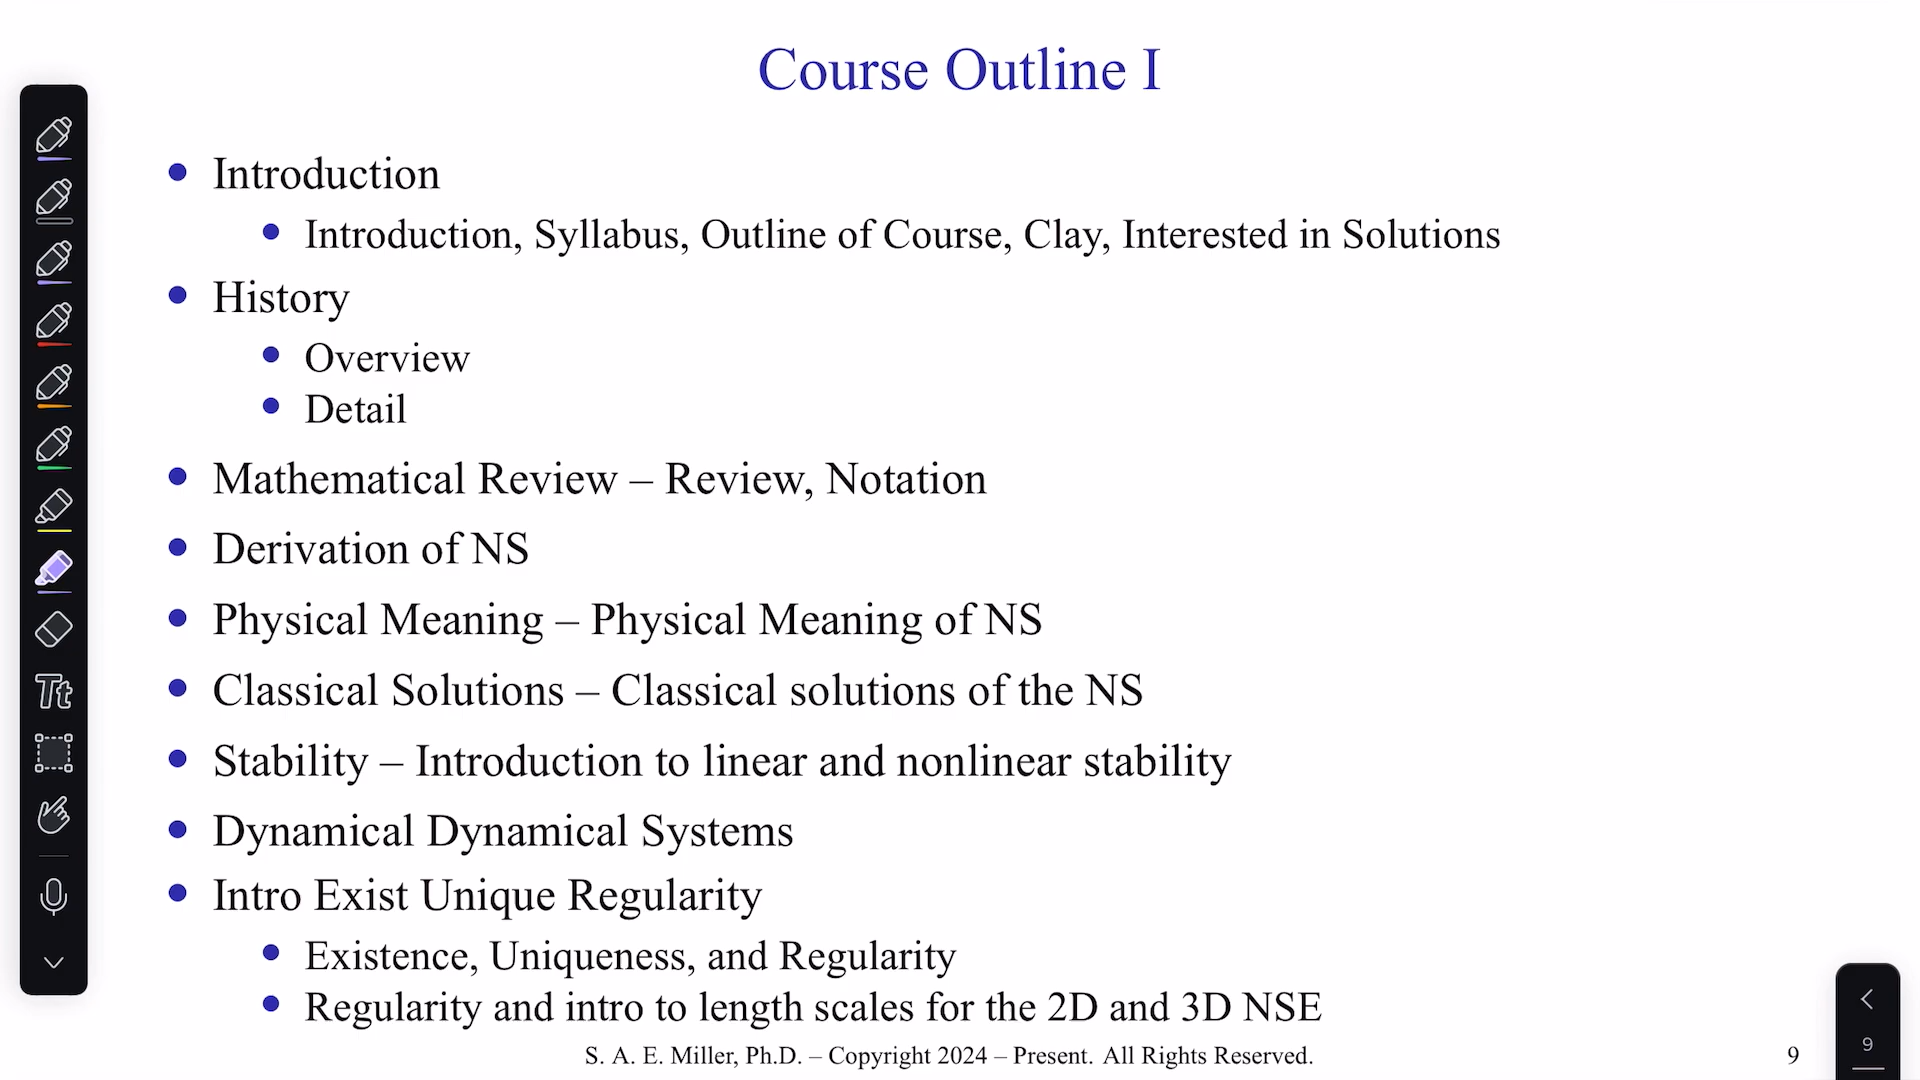 Course Outline I
Introduction
Introduction, Syllabus, Outline of Course, Clay, Interested in Solutions
History
Overview
Detail
Mathematical Review – Review, Notation
Derivation of NS
Physical Meaning – Physical Meaning of NS
Classical Solutions – Classical solutions of the NS
Stability – Introduction to linear and nonlinear stability
Dynamical Dynamical Systems
Intro Exist Unique Regularity
Existence, Uniqueness, and Regularity
Regularity and intro to length scales for the 2D and 3D NSE
S. A. E. Miller, Ph.D. – Copyright 2024 – Present. All Rights Reserved.
9
Tt
9